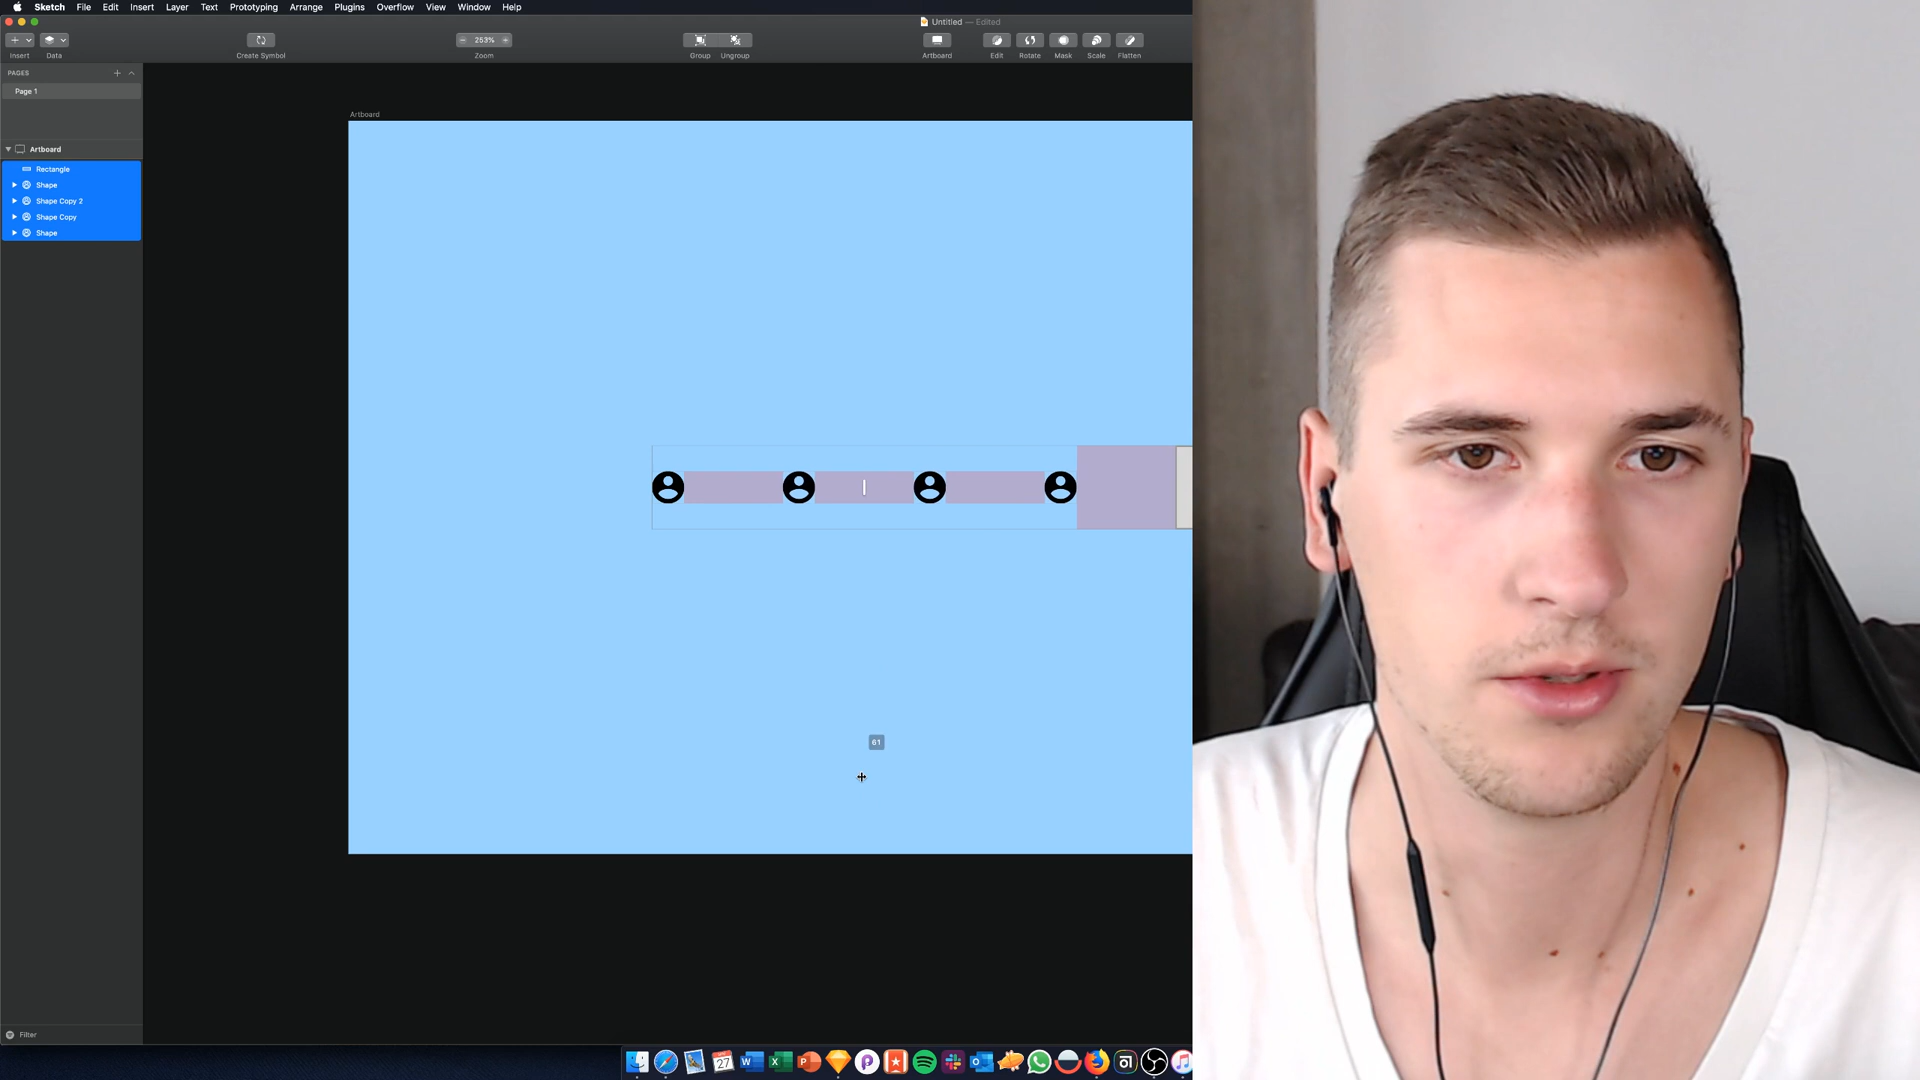 Sketch File Edit Insert Layer Text Prototyping Arrange Plugins Overflow View Window Help
Untitled — Edited
253%
Insert Data Create Symbol Zoom Group Ungroup Artboard Edit Rotate Mask Scale Flatten
PAGES
Page 1
Artboard
Artboard
Rectangle
Shape
Shape Copy 2
Shape Copy
Shape
61
Filter
27